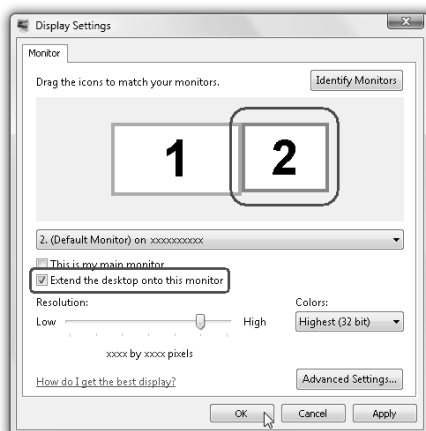 Display Settings
Monitor
Drag the icons to match your monitors.
Identify Monitors
1
2
2. (Default Monitor) on xxxxxxxxxx
This is my main monitor
Extend the desktop onto this monitor
Resolution:
Colors:
Low High
Highest (32 bit)
xxxx by xxxx pixels
How do I get the best display?
Advanced Settings...
OK Cancel Apply